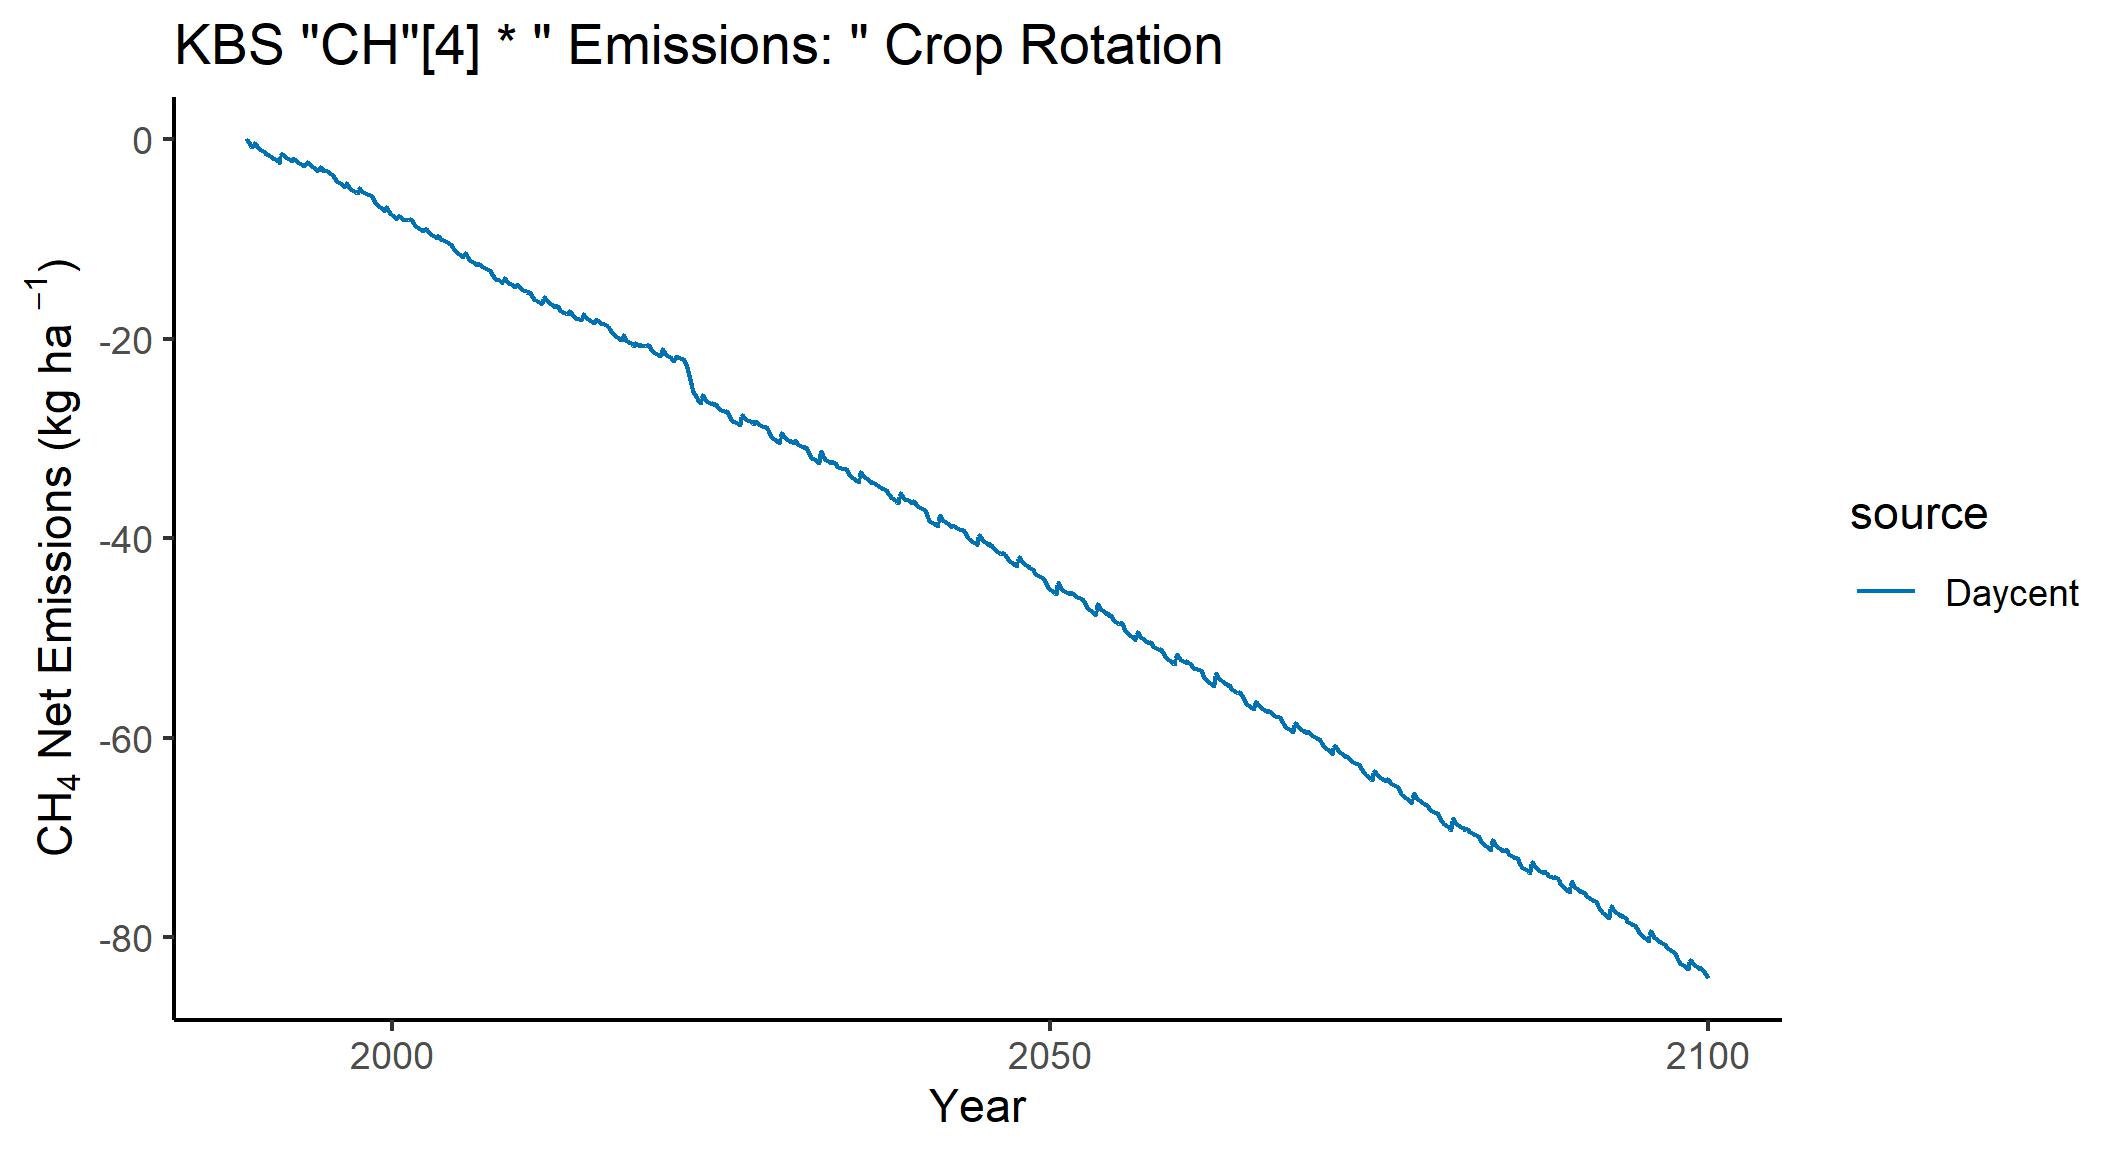 KBS "CH"[4] * " Emissions: " Crop Rotation
CH₄ Net Emissions (kg ha ⁻¹)
0
-20
-40
-60
-80
2000 2050 2100
Year
source
Daycent